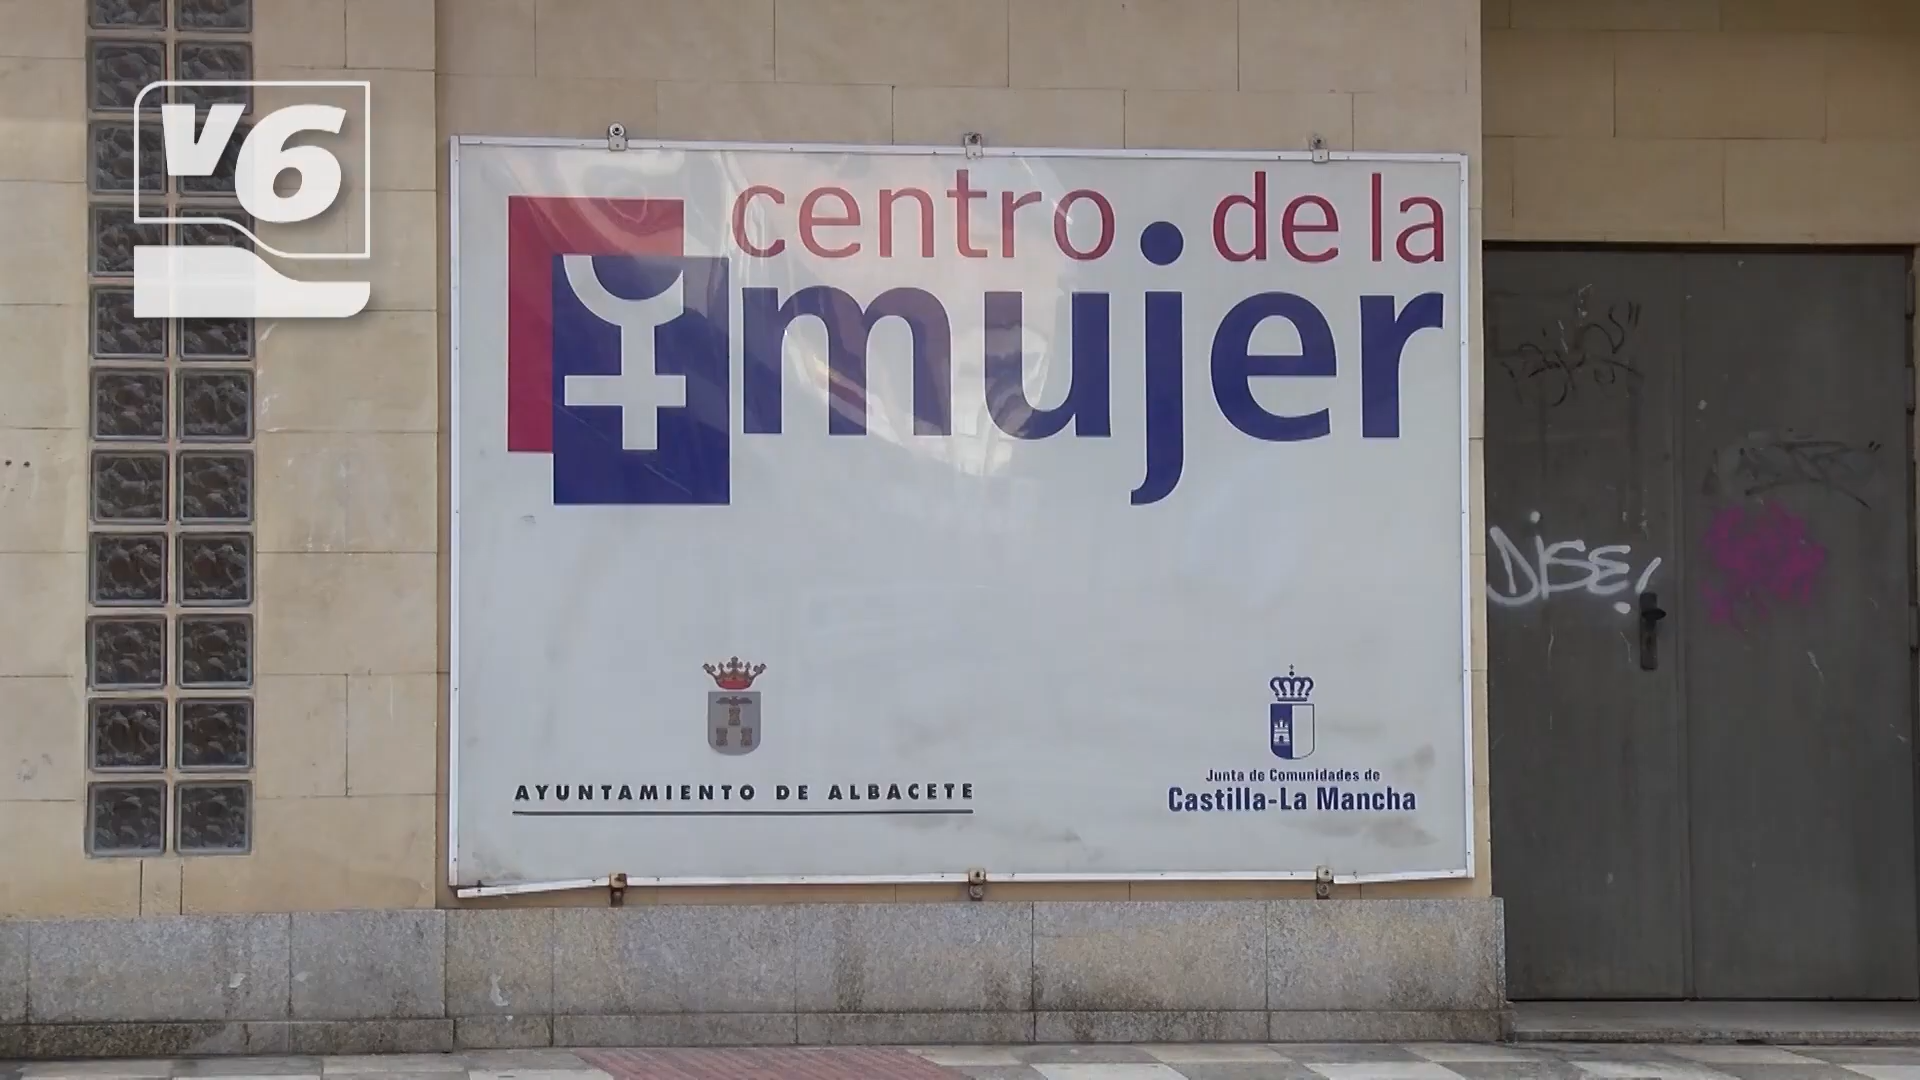 v6
centro de la
mujer
AYUNTAMIENTO DE ALBACETE
Junta de Comunidades de
Castilla-La Mancha
DISE!